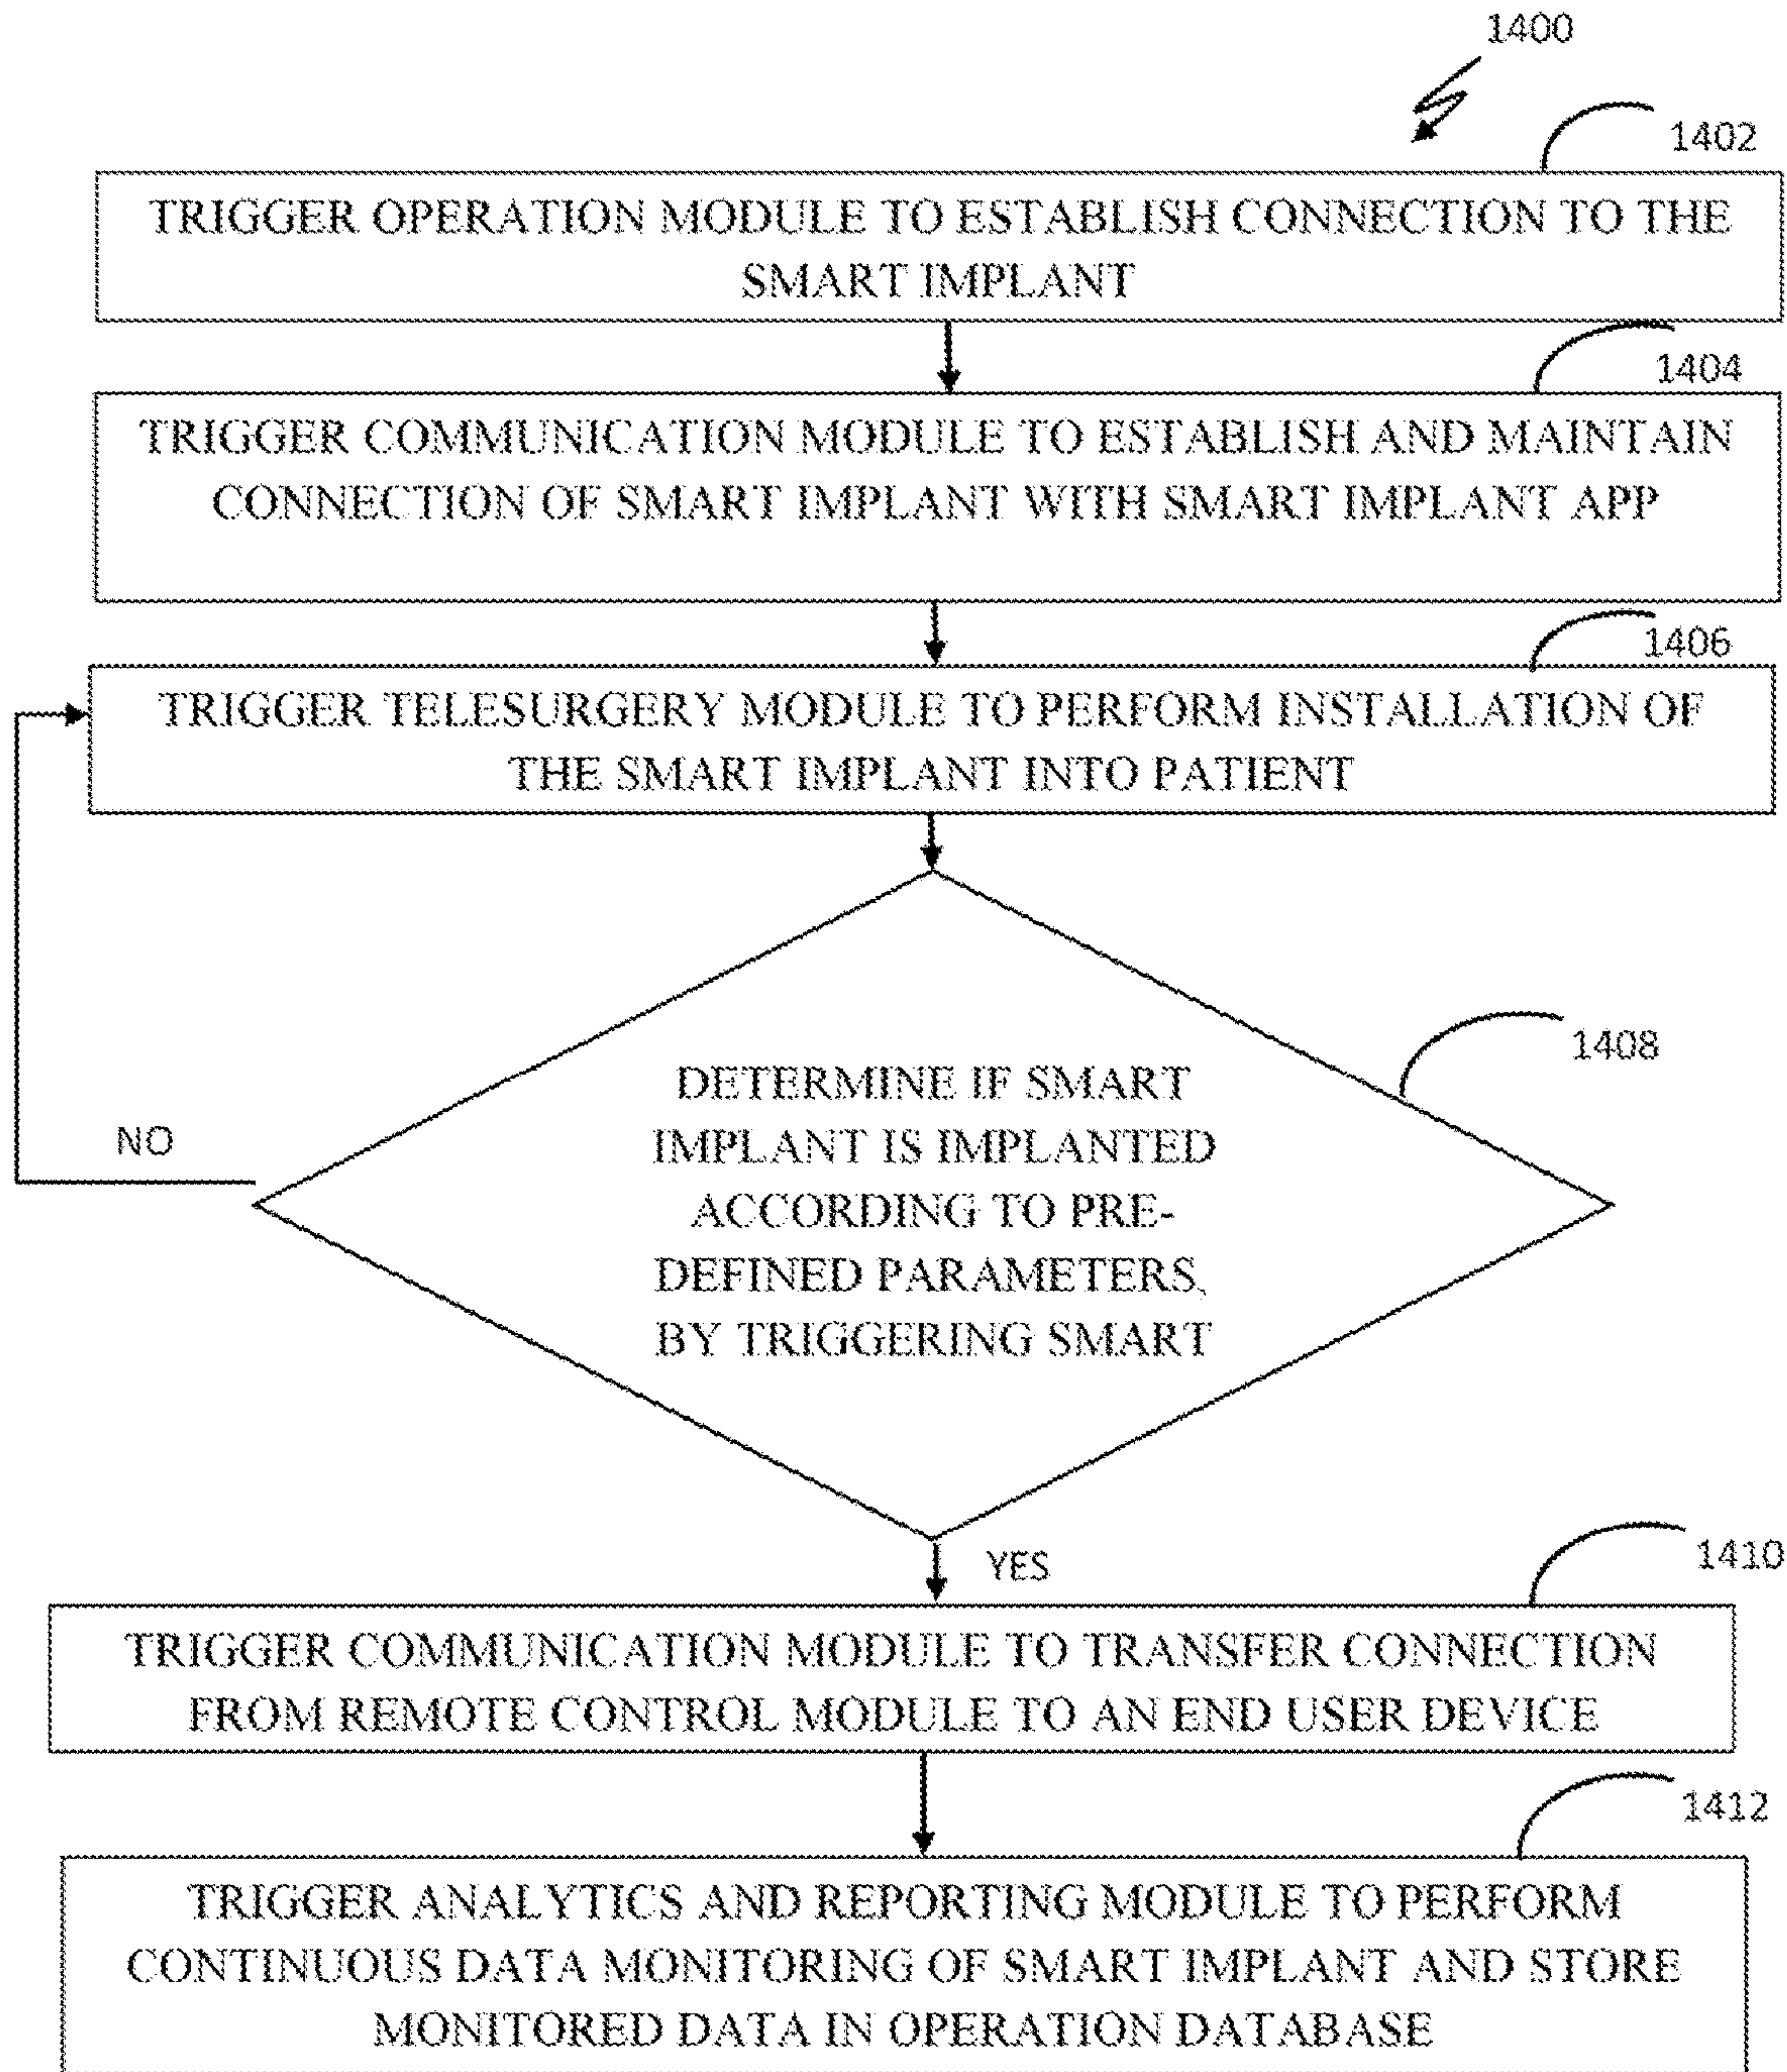 1400
1402
TRIGGER OPERATION MODULE TO ESTABLISH CONNECTION TO THE
SMART IMPLANT
1404
TRIGGER COMMUNICATION MODULE TO ESTABLISH AND MAINTAIN
CONNECTION OF SMART IMPLANT WITH SMART IMPLANT APP
1406
TRIGGER TELESURGERY MODULE TO PERFORM INSTALLATION OF
THE SMART IMPLANT INTO PATIENT
1408
DETERMINE IF SMART
IMPLANT IS IMPLANTED
ACCORDING TO PRE-
DEFINED PARAMETERS,
BY TRIGGERING SMART
NO
YES
1410
TRIGGER COMMUNICATION MODULE TO TRANSFER CONNECTION
FROM REMOTE CONTROL MODULE TO AN END USER DEVICE
1412
TRIGGER ANALYTICS AND REPORTING MODULE TO PERFORM
CONTINUOUS DATA MONITORING OF SMART IMPLANT AND STORE
MONITORED DATA IN OPERATION DATABASE